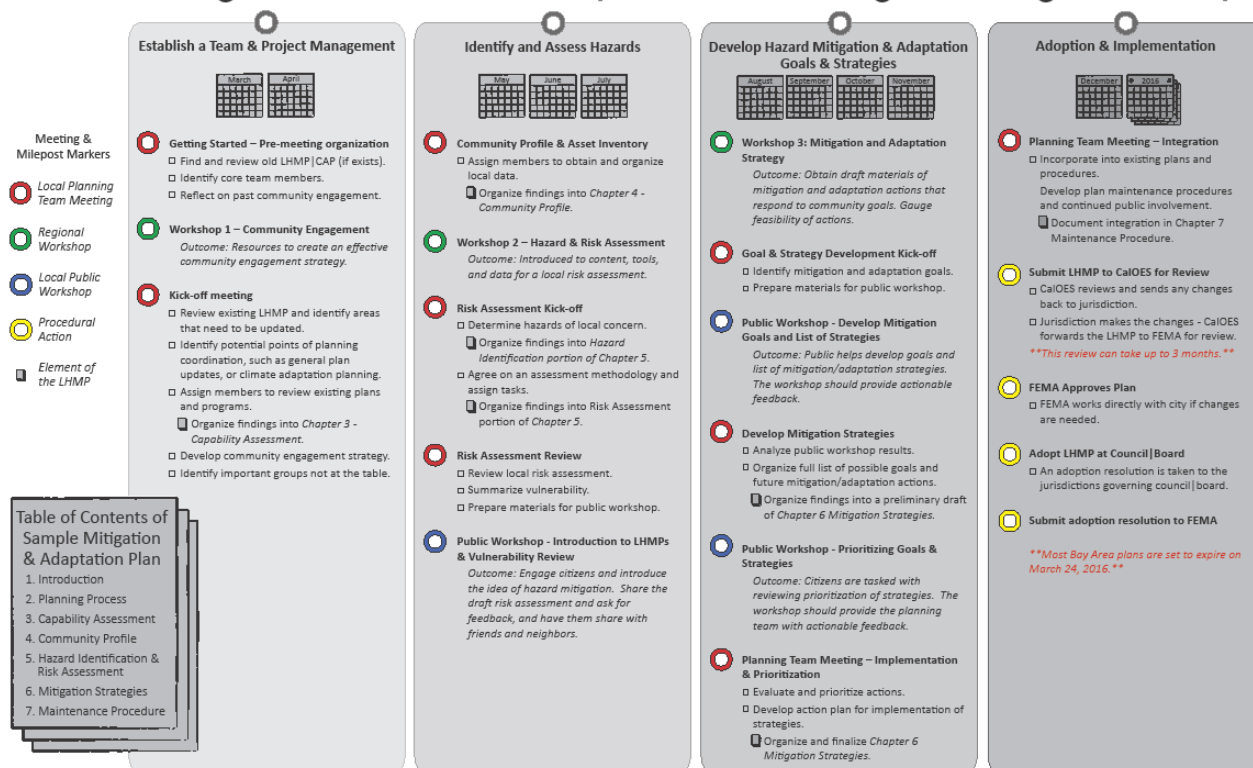 Meeting &
Milepost Markers
Local Planning
Team Meeting
Regional
Workshop
Local Public
Workshop
Procedural
Action
Element of
the LHMP
Table of Contents of
Sample Mitigation
& Adaptation Plan
1. Introduction
2. Planning Process
3. Capability Assessment
4. Community Profile
5. Hazard Identification &
Risk Assessment
6. Mitigation Strategies
7. Maintenance Procedure
Establish a Team & Project Management
March
April
Getting Started – Pre-meeting organization
Find and review old LHMP|CAP (if exists).
Identify core team members.
Reflect on past community engagement.
Workshop 1 – Community Engagement
Outcome: Resources to create an effective
community engagement strategy.
Kick-off meeting
Review existing LHMP and identify areas
that need to be updated.
Identify potential points of planning
coordination, such as general plan
updates, or climate adaptation planning.
Assign members to review existing plans
and programs.
Organize findings into Chapter 3 -
Capability Assessment.
Develop community engagement strategy.
Identify important groups not at the table.
Identify and Assess Hazards
May
June
July
Community Profile & Asset Inventory
Assign members to obtain and organize
local data.
Organize findings into Chapter 4 -
Community Profile.
Workshop 2 – Hazard & Risk Assessment
Outcome: Introduced to content, tools,
and data for a local risk assessment.
Risk Assessment Kick-off
Determine hazards of local concern.
Organize findings into Hazard
Identification portion of Chapter 5.
Agree on an assessment methodology and
assign tasks.
Organize findings into Risk Assessment
portion of Chapter 5.
Risk Assessment Review
Review local risk assessment.
Summarize vulnerability.
Prepare materials for public workshop.
Public Workshop - Introduction to LHMPs
& Vulnerability Review
Outcome: Engage citizens and introduce
the idea of hazard mitigation. Share the
draft risk assessment and ask for
feedback, and have them share with
friends and neighbors.
Develop Hazard Mitigation & Adaptation
Goals & Strategies
August
September
October
November
Workshop 3: Mitigation and Adaptation
Strategy
Outcome: Obtain draft materials of
mitigation and adaptation actions that
respond to community goals. Gauge
feasibility of actions.
Goal & Strategy Development Kick-off
Identify mitigation and adaptation goals.
Prepare materials for public workshop.
Public Workshop - Develop Mitigation
Goals and List of Strategies
Outcome: Public helps develop goals and
list of mitigation/adaptation strategies.
The workshop should provide actionable
feedback.
Develop Mitigation Strategies
Analyze public workshop results.
Organize full list of possible goals and
future mitigation/adaptation actions.
Organize findings into a preliminary draft
of Chapter 6 Mitigation Strategies.
Public Workshop - Prioritizing Goals &
Strategies
Outcome: Citizens are tasked with
reviewing prioritization of strategies. The
workshop should provide the planning
team with actionable feedback.
Planning Team Meeting – Implementation
& Prioritization
Evaluate and prioritize actions.
Develop action plan for implementation of
strategies.
Organize and finalize Chapter 6
Mitigation Strategies.
Adoption & Implementation
December
2016
Planning Team Meeting – Integration
Incorporate into existing plans and
procedures.
Develop plan maintenance procedures
and continued public involvement.
Document integration in Chapter 7
Maintenance Procedure.
Submit LHMP to CalOES for Review
CalOES reviews and sends any changes
back to jurisdiction.
Jurisdiction makes the changes - CalOES
forwards the LHMP to FEMA for review.
**This review can take up to 3 months.**
FEMA Approves Plan
FEMA works directly with city if changes
are needed.
Adopt LHMP at Council|Board
An adoption resolution is taken to the
jurisdictions governing council|board.
Submit adoption resolution to FEMA
**Most Bay Area plans are set to expire on
March 24, 2016.**